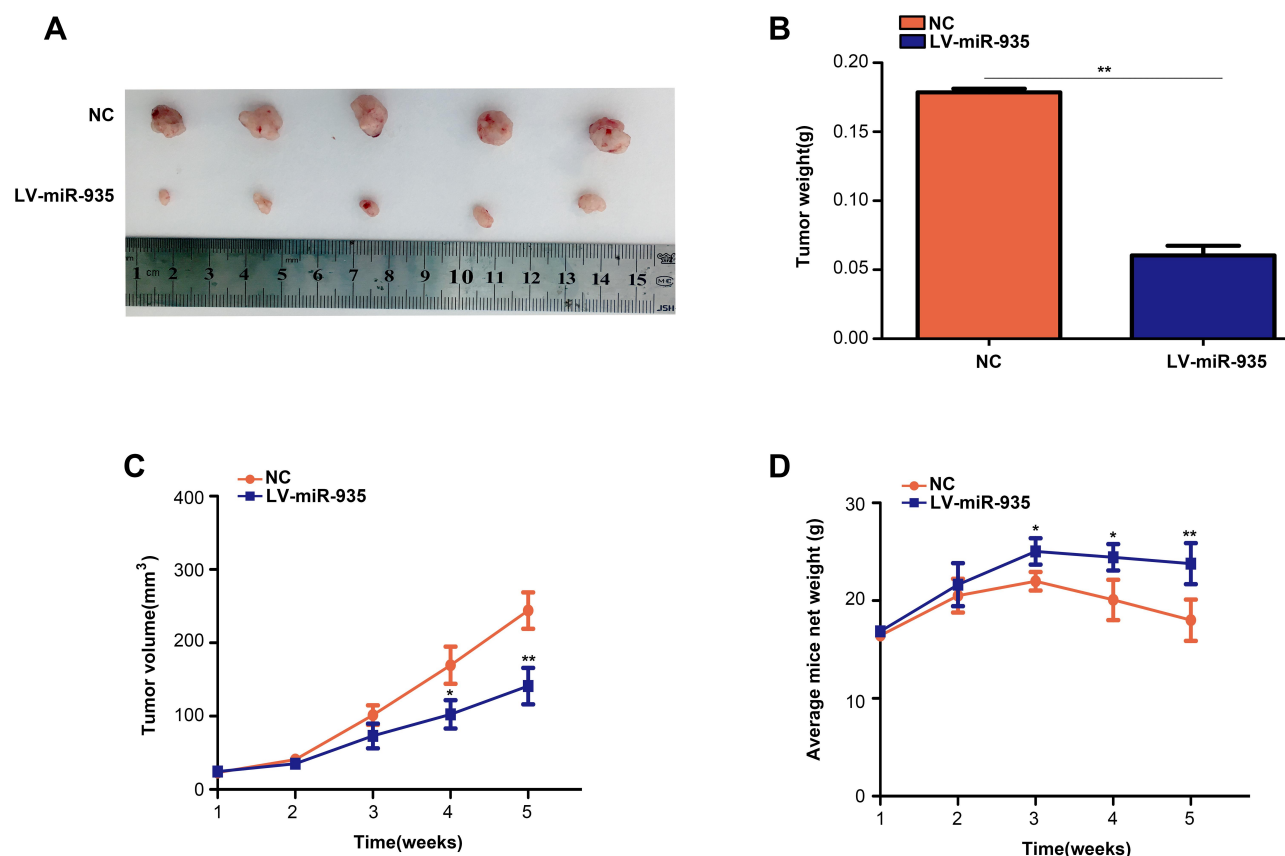 A
NC
LV-miR-935
1 cm 2 3 4 5 6 7 8 9 10 11 12 13 14 15
mm
MC
JSH
B
NC
LV-miR-935
Tumor weight(g)
0.20
0.15
0.10
0.05
0.00
**
NC LV-miR-935
C
NC
LV-miR-935
Tumor volume(mm³)
400
300
200
100
0
*
**
1 2 3 4 5
Time(weeks)
D
NC
LV-miR-935
Average mice net weight (g)
30
20
10
0
* * **
1 2 3 4 5
Time(weeks)